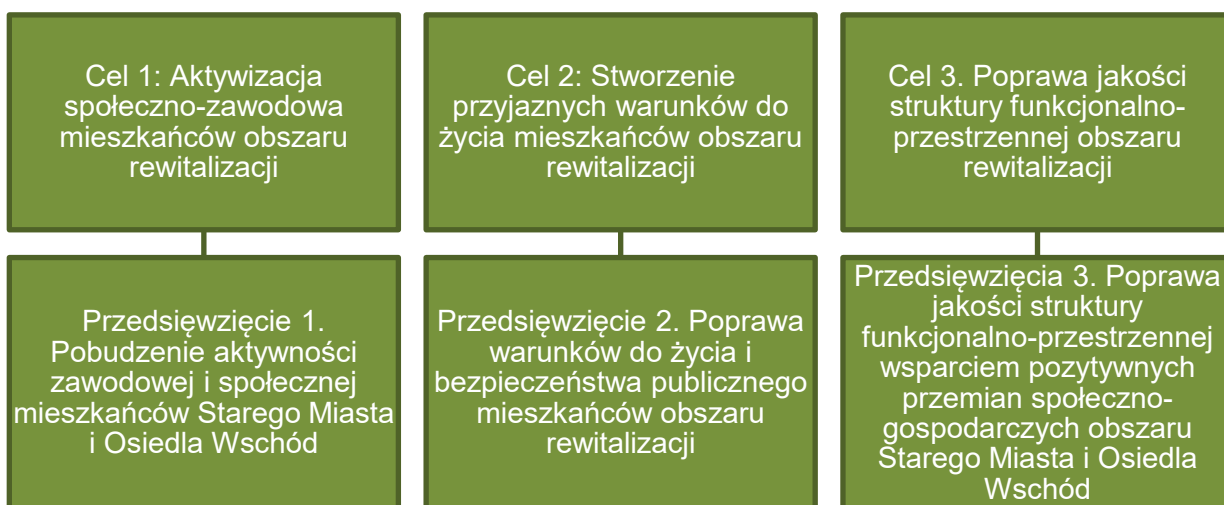 Cel 1: Aktywizacja
społeczno-zawodowa
mieszkańców obszaru
rewitalizacji
Cel 2: Stworzenie
przyjaznych warunków do
życia mieszkańców obszaru
rewitalizacji
Cel 3. Poprawa jakości
struktury funkcjonalno-
przestrzennej obszaru
rewitalizacji
Przedsięwzięcie 1.
Pobudzenie aktywności
zawodowej i społecznej
mieszkańców Starego Miasta
i Osiedla Wschód
Przedsięwzięcie 2. Poprawa
warunków do życia i
bezpieczeństwa publicznego
mieszkańców obszaru
rewitalizacji
Przedsięwzięcia 3. Poprawa
jakości struktury
funkcjonalno-przestrzennej
wsparciem pozytywnych
przemian społeczno-
gospodarczych obszaru
Starego Miasta i Osiedla
Wschód